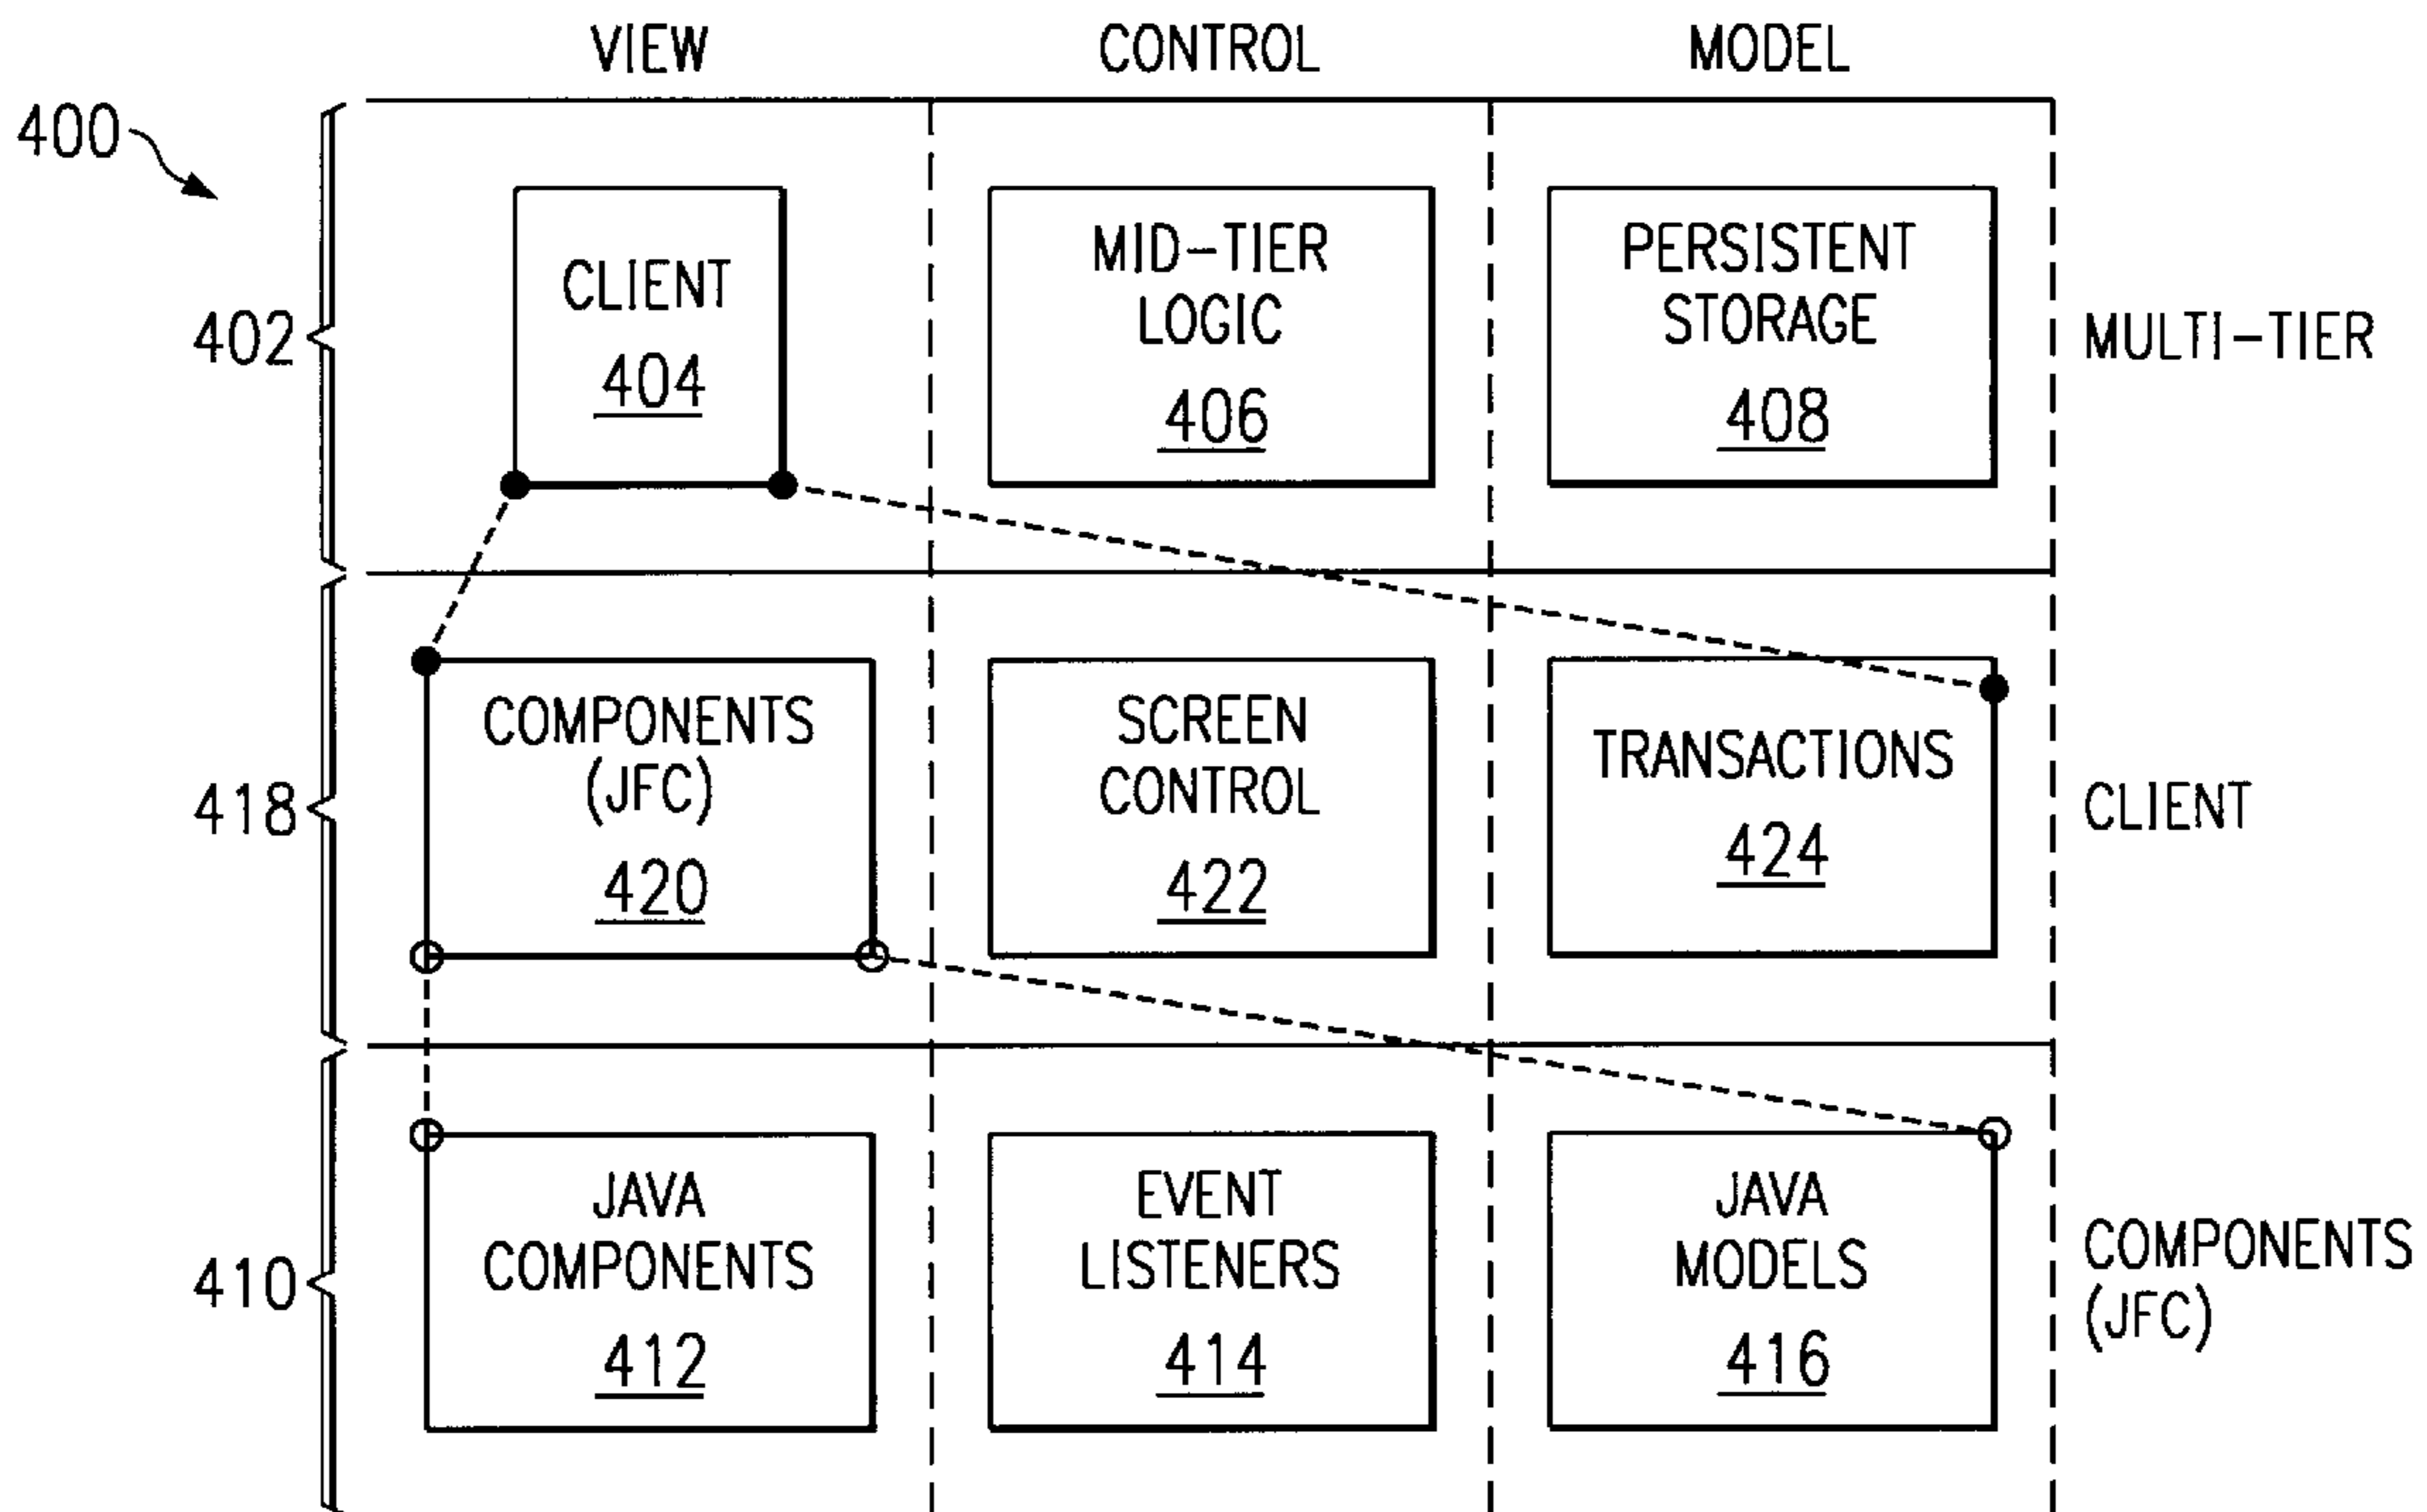 VIEW CONTROL MODEL
400
402
CLIENT
404
MID-TIER
LOGIC
406
PERSISTENT
STORAGE
408
MULTI-TIER
418
COMPONENTS
(JFC)
420
SCREEN
CONTROL
422
TRANSACTIONS
424
CLIENT
410
JAVA
COMPONENTS
412
EVENT
LISTENERS
414
JAVA
MODELS
416
COMPONENTS
(JFC)